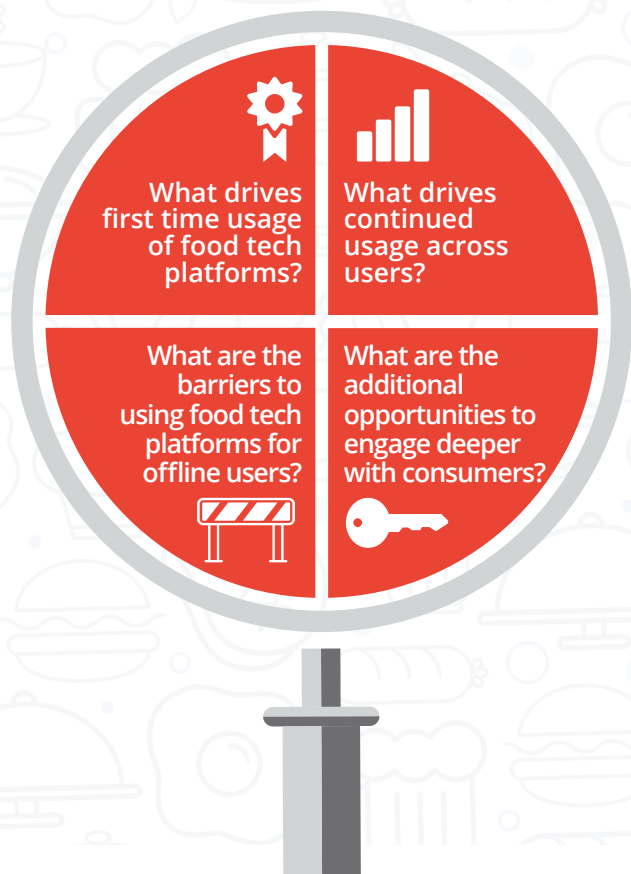 What drives
first time usage
of food tech
platforms?
What drives
continued
usage across
users?
What are the
barriers to
using food tech
platforms for
offline users?
What are the
additional
opportunities to
engage deeper
with consumers?